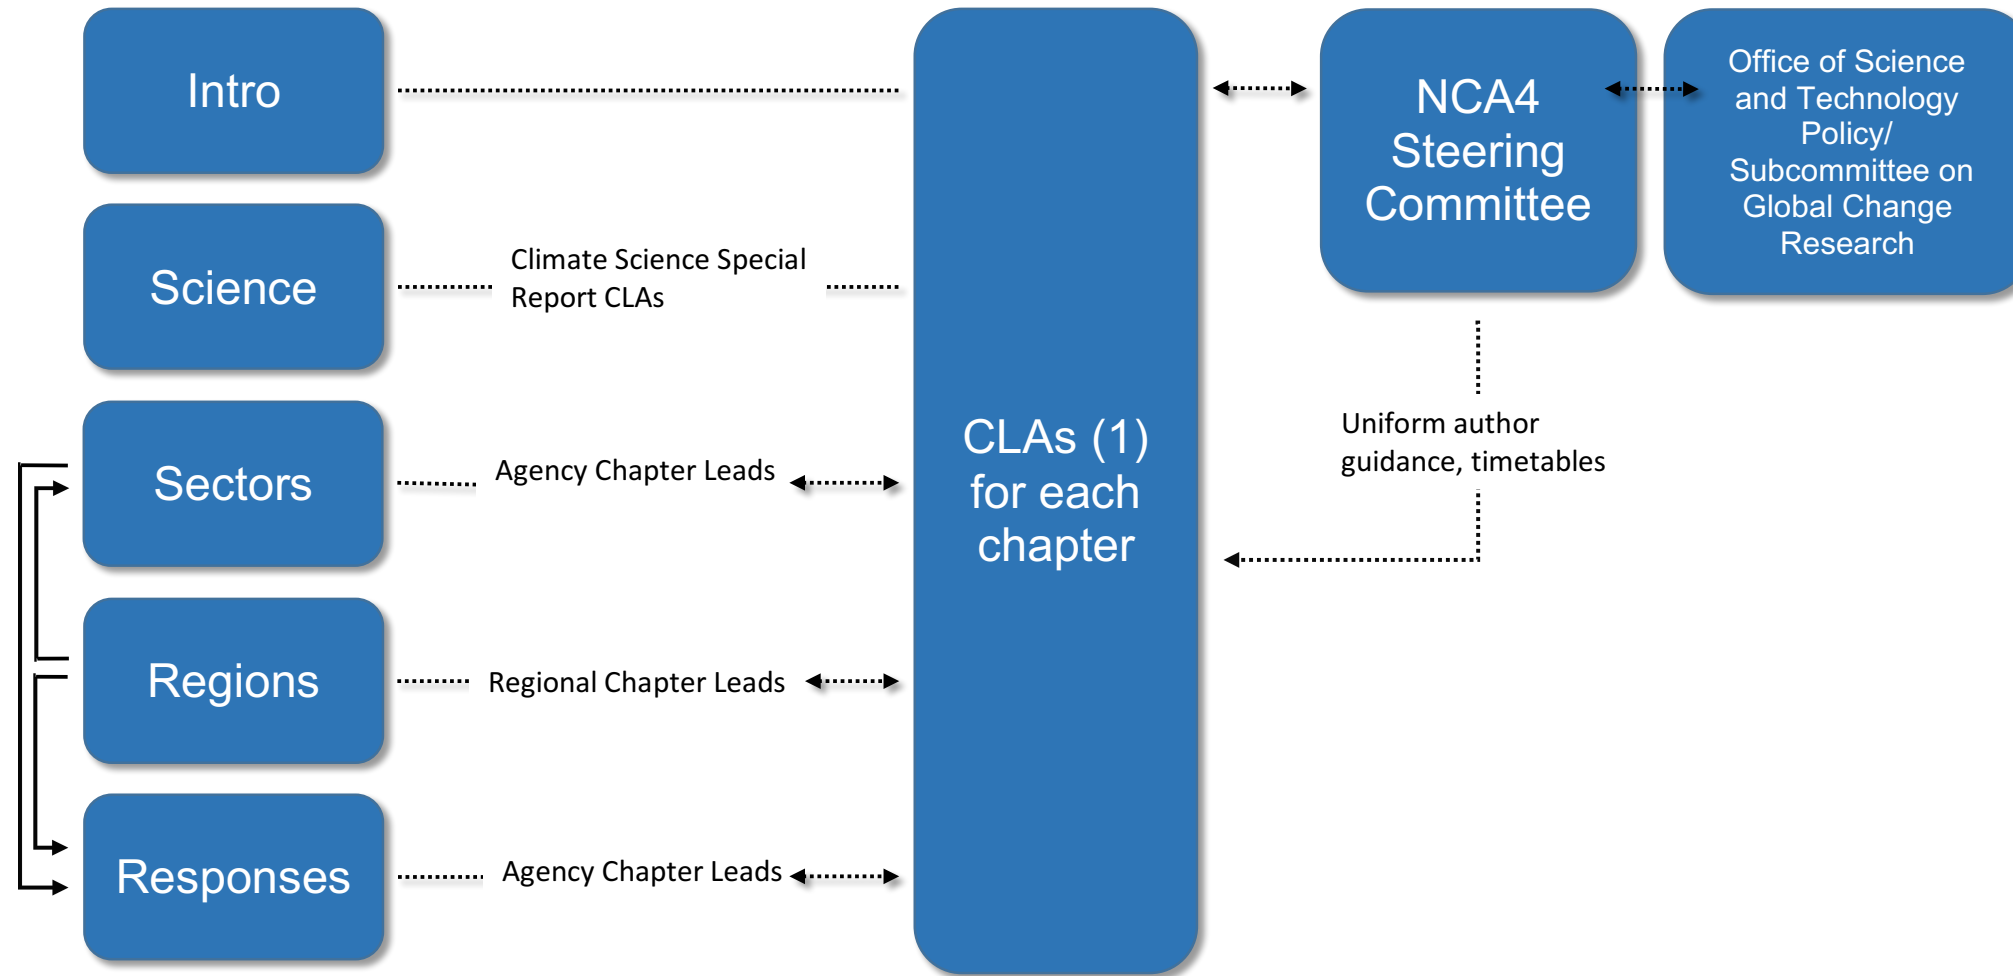 Intro
Science
Climate Science Special
Report CLAs
Sectors
Agency Chapter Leads
Regions
Regional Chapter Leads
Responses
Agency Chapter Leads
CLAs (1)
for each
chapter
NCA4
Steering
Committee
Office of Science
and Technology
Policy/
Subcommittee on
Global Change
Research
Uniform author
guidance, timetables